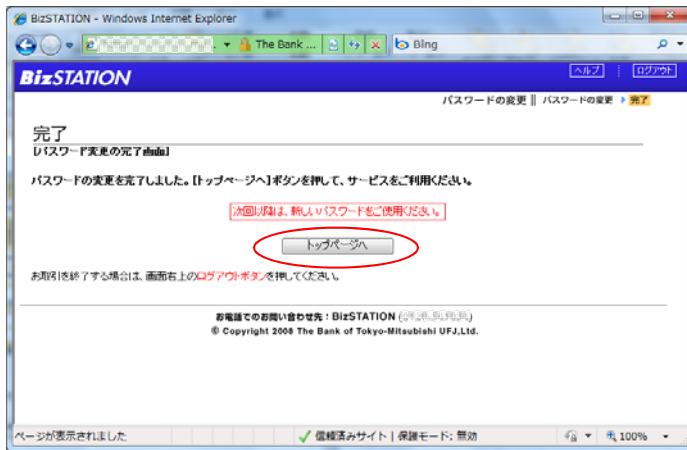 BizSTATION - Windows Internet Explorer
The Bank ...
Bing
BizSTATION
ヘルプ
ログアウト
パスワードの変更 || パスワードの変更 ▶ 完了
完了
[パスワード変更の完了画面]
パスワードの変更を完了しました。[トップページへ]ボタンを押して、サービスをご利用ください。
次回以降は、新しいパスワードをご使用ください。
トップページへ
お取引を終了する場合は、画面右上のログアウトボタンを押してください。
お電話でのお問い合わせ先：BizSTATION
© Copyright 2008 The Bank of Tokyo-Mitsubishi UFJ,Ltd.
ページが表示されました
信頼済みサイト | 保護モード: 無効
100%